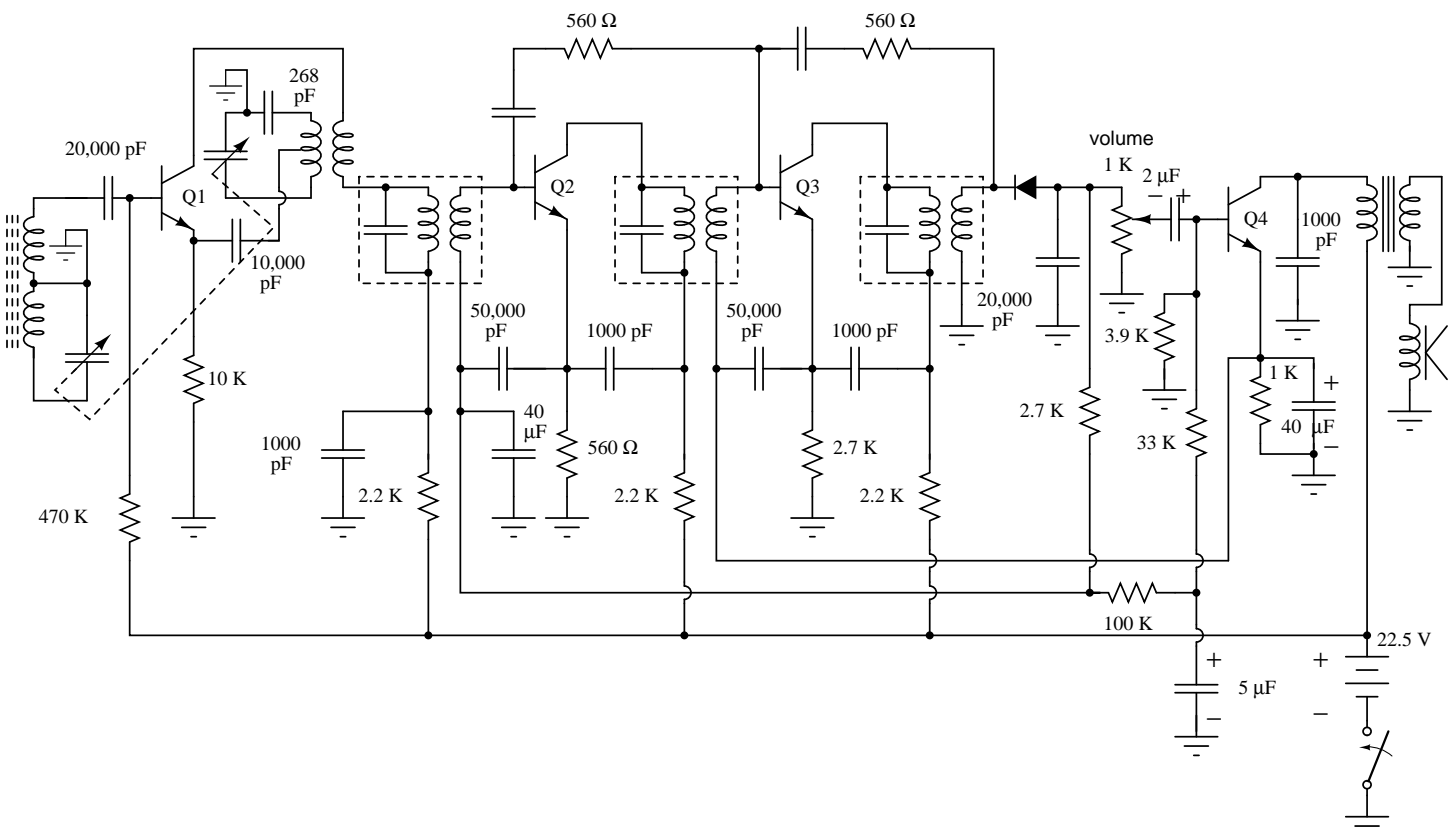 560 Ω
560 Ω
268
pF
20,000 pF
Q1
10,000
pF
Q2
Q3
volume
1 K
2 μF
−
+
Q4
1000
pF
50,000
pF
1000 pF
50,000
pF
1000 pF
20,000
pF
3.9 K
10 K
1 K
+
40 μF
−
2.7 K
33 K
1000
pF
40
μF
560 Ω
2.7 K
2.2 K
2.2 K
2.2 K
470 K
100 K
22.5 V
+
5 μF
−
+
−